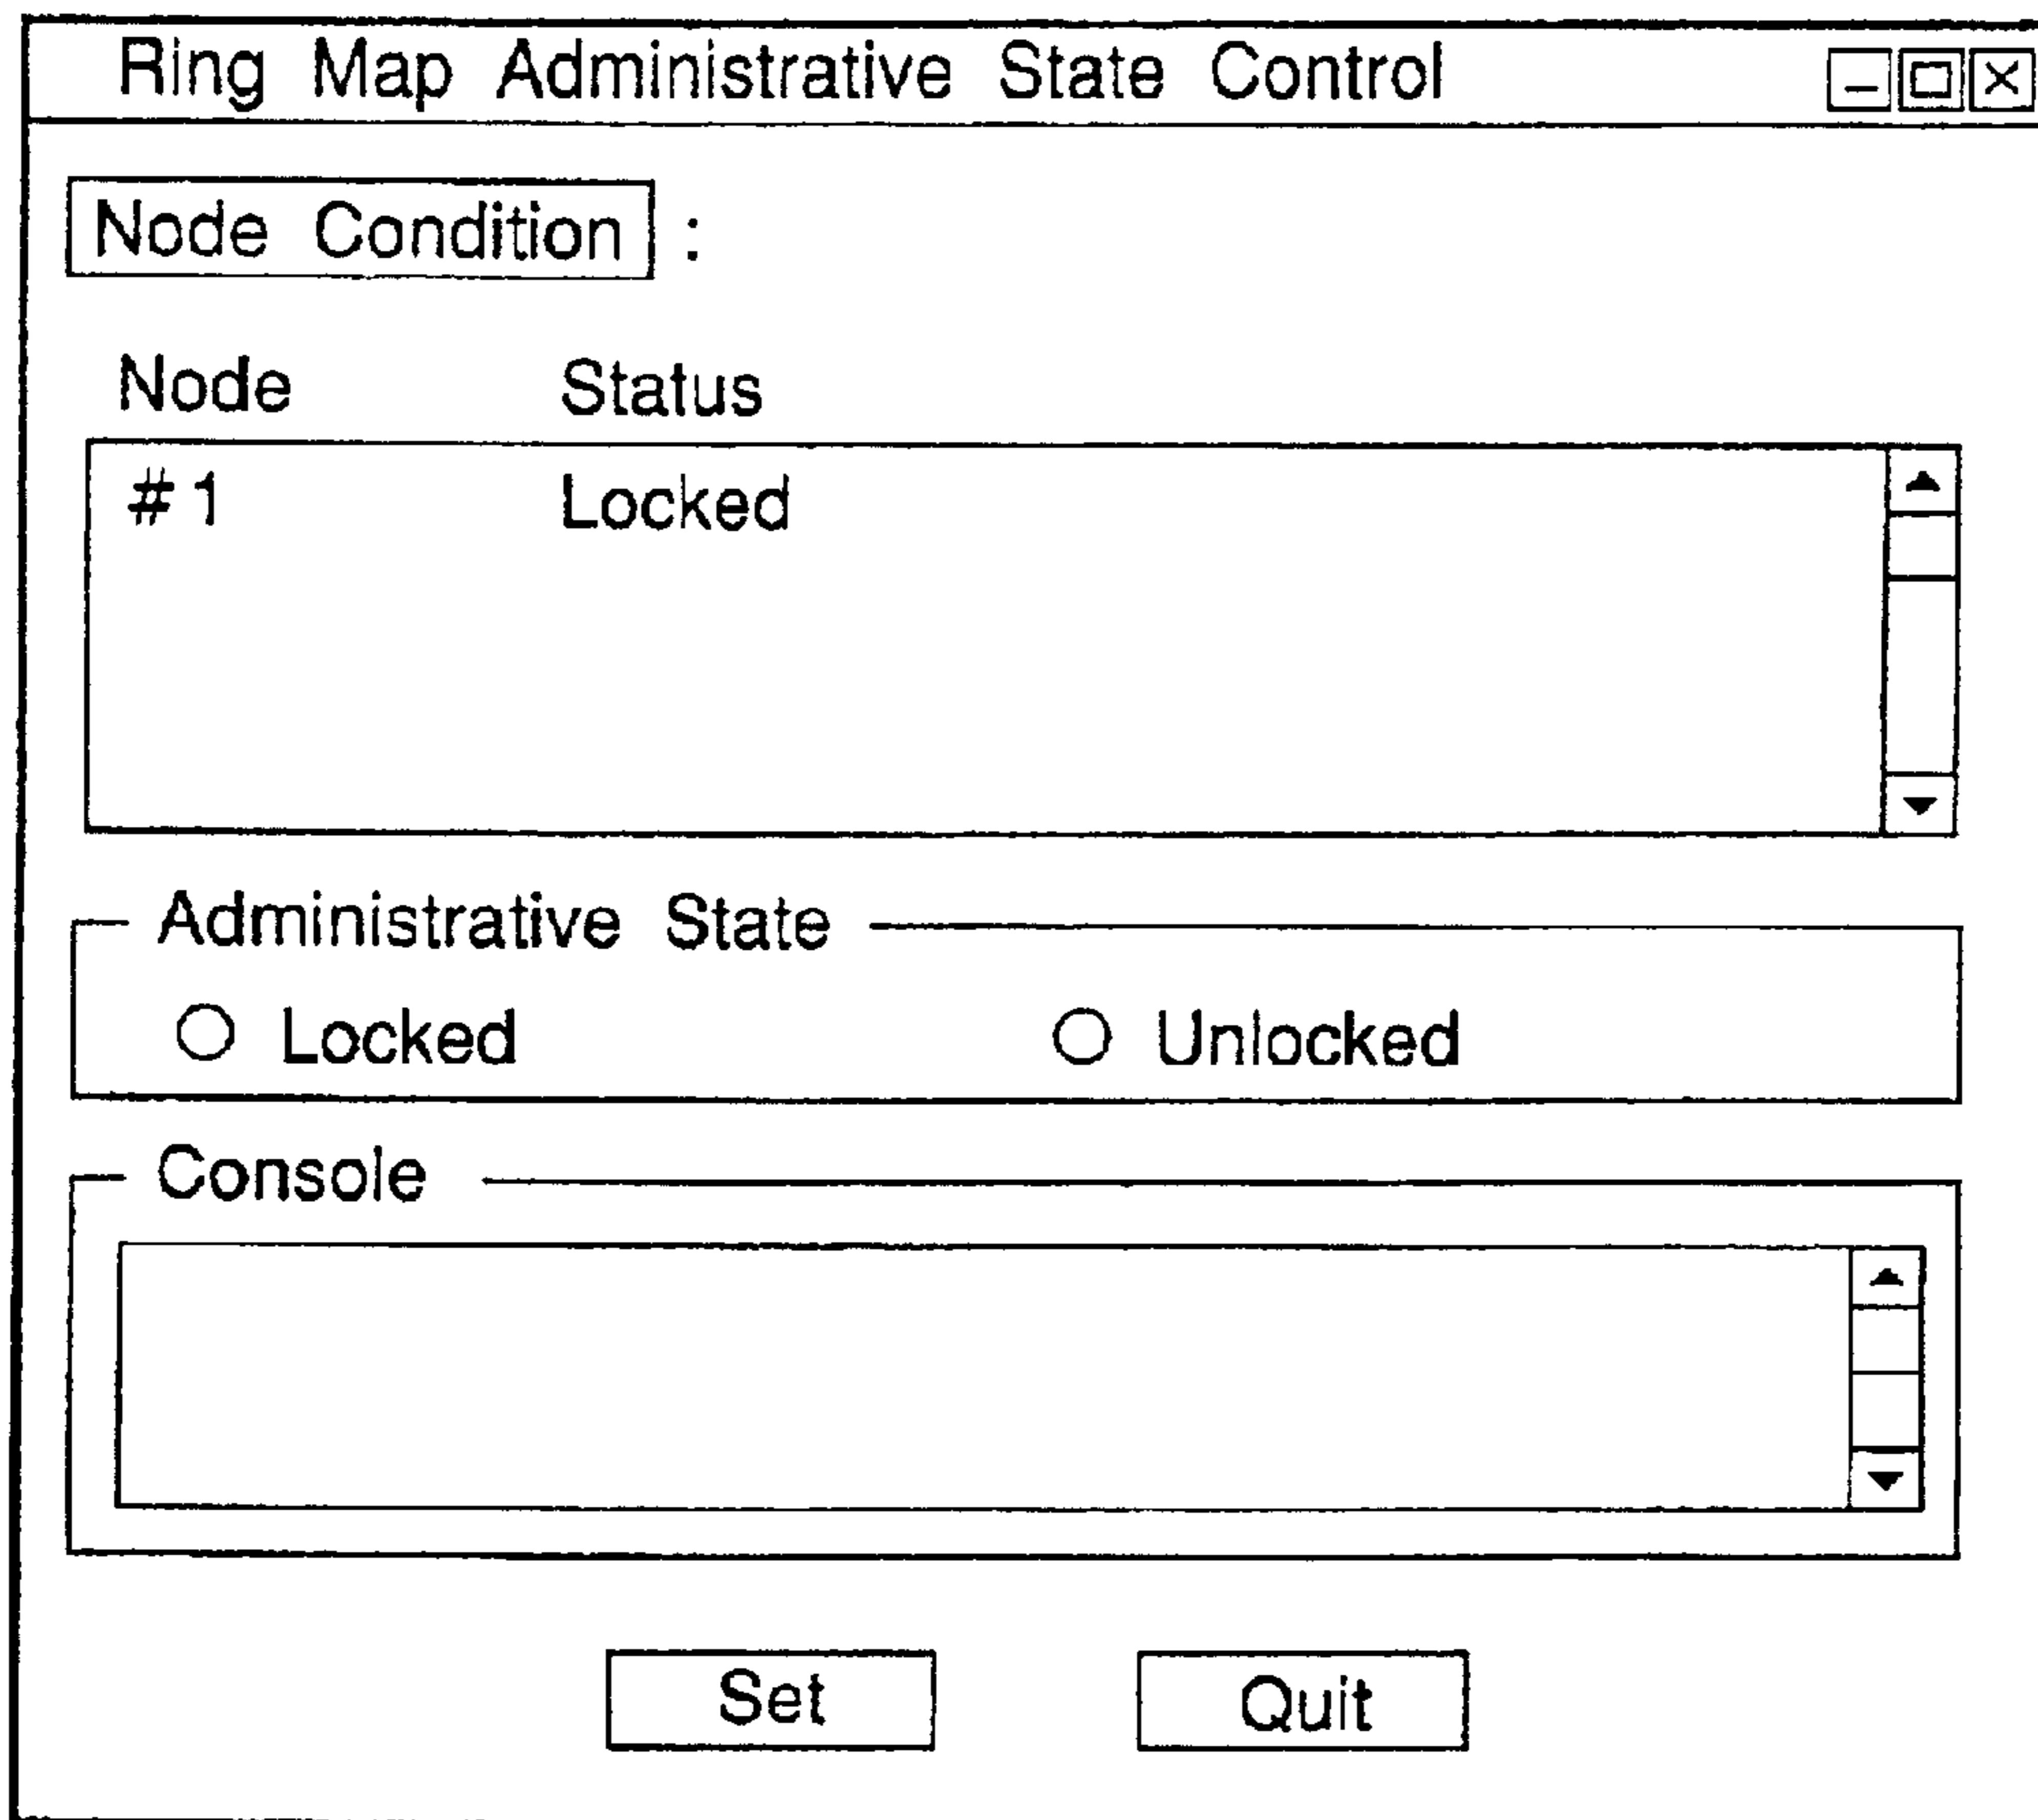 Ring Map Administrative State Control
Node Condition :
Node Status
#1 Locked
Administrative State
Locked Unlocked
Console
Set Quit